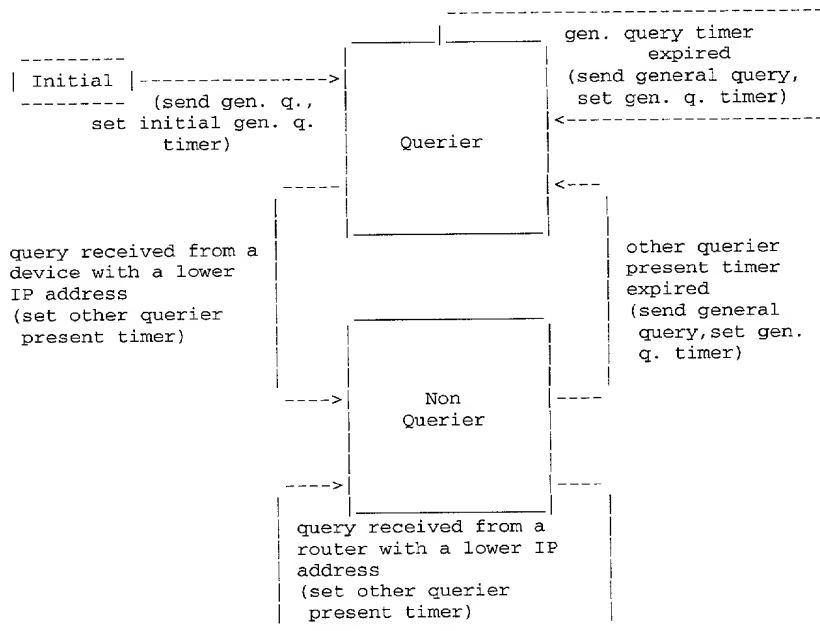 gen. query timer
expired
(send general query,
set gen. q. timer)
Initial
(send gen. q.,
set initial gen. q.
timer)
Querier
query received from a
device with a lower
IP address
(set other querier
present timer)
other querier
present timer
expired
(send general
query,set gen.
q. timer)
Non
Querier
query received from a
router with a lower IP
address
(set other querier
present timer)